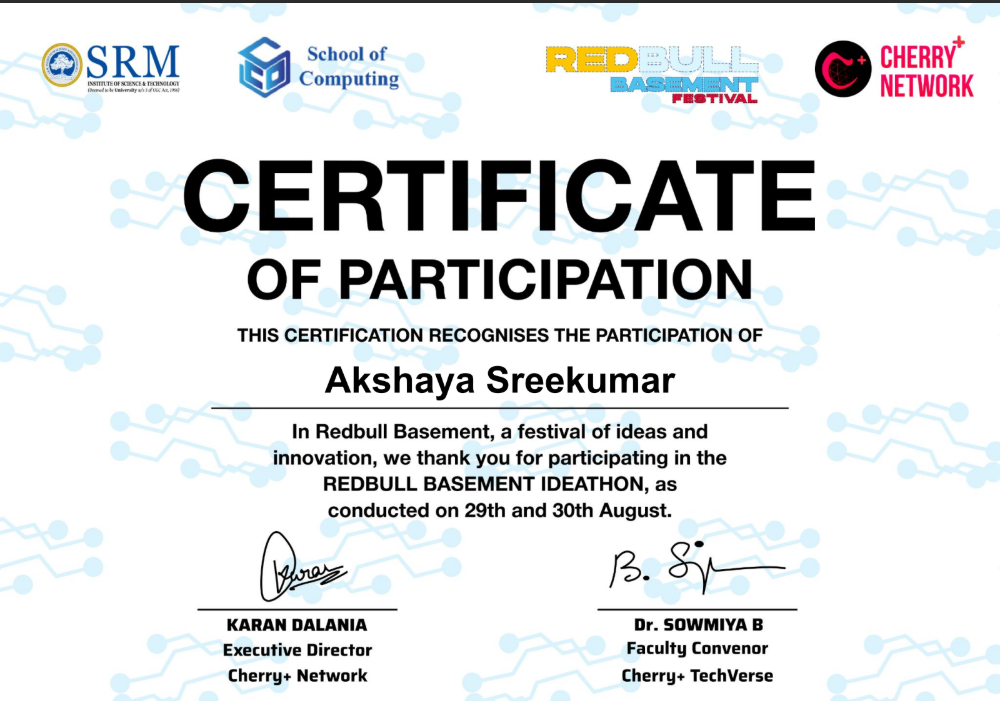 SRM
INSTITUTE OF SCIENCE & TECHNOLOGY
(Deemed to be University u/s 3 of UGC Act, 1956)
School of
Computing
REDBULL
BASEMENT
FESTIVAL
CHERRY+
NETWORK
CERTIFICATE
OF PARTICIPATION
THIS CERTIFICATION RECOGNISES THE PARTICIPATION OF
Akshaya Sreekumar
In Redbull Basement, a festival of ideas and
innovation, we thank you for participating in the
REDBULL BASEMENT IDEATHON, as
conducted on 29th and 30th August.
Karan
B. S
KARAN DALANIA
Executive Director
Cherry+ Network
Dr. SOWMIYA B
Faculty Convenor
Cherry+ TechVerse